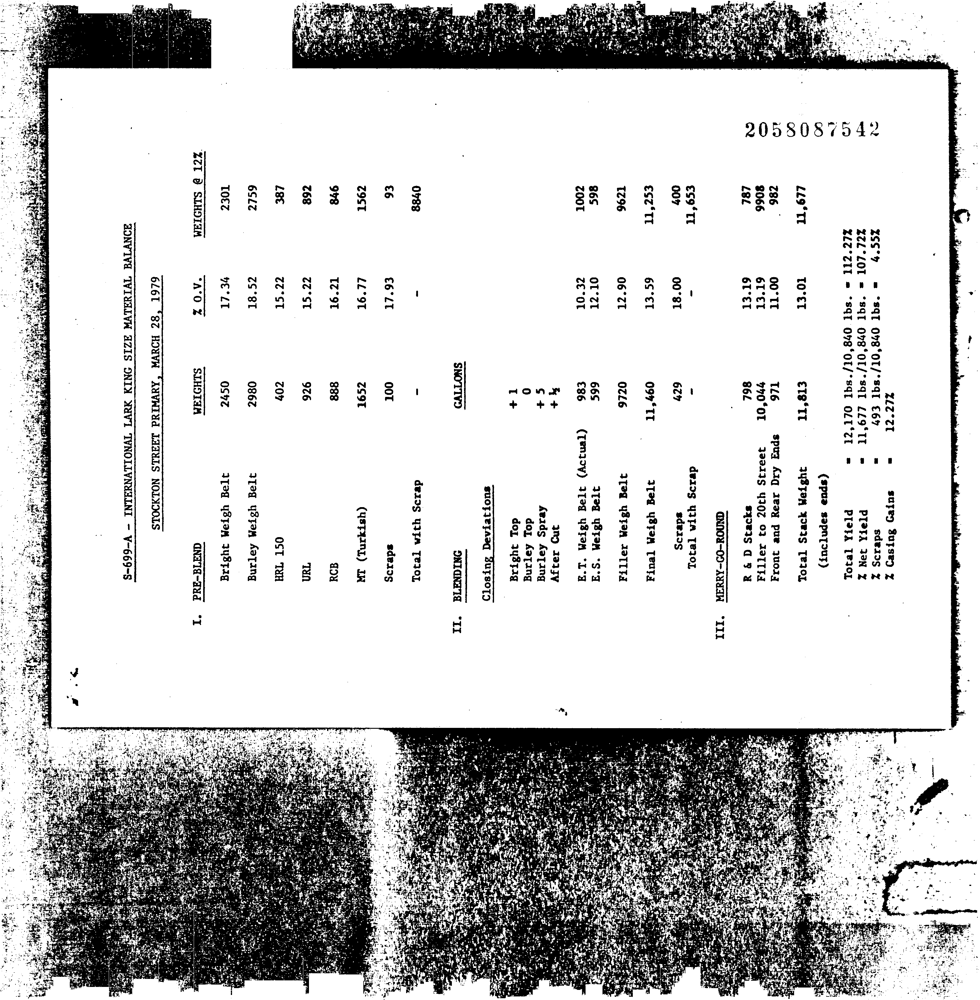 2058087542
S-699-A - INTERNATIONAL LARK KING SIZE MATERIAL BALANCE
STOCKTON STREET PRIMARY, MARCH 28, 1979
I. PRE-BLEND WEIGHTS % O.V. WEIGHTS @ 12%
Bright Weigh Belt 2450 17.34 2301
Burley Weigh Belt 2980 18.52 2759
HRL 150 402 15.22 387
URL 926 15.22 892
RCB 888 16.21 846
MT (Turkish) 1652 16.77 1562
Scraps 100 17.93 93
Total with Scrap - - 8840
II. BLENDING GALLONS
Closing Deviations
Bright Top + 1
Burley Top 0
Burley Spray + 5
After Cut + ½
E.T. Weigh Belt (Actual) 983 10.32 1002
E.S. Weigh Belt 599 12.10 598
Filler Weigh Belt 9720 12.90 9621
Final Weigh Belt 11,460 13.59 11,253
Scraps 429 18.00 400
Total with Scrap - - 11,653
III. MERRY-GO-ROUND
R & D Stacks 798 13.19 787
Filler to 20th Street 10,044 13.19 9908
Front and Rear Dry Ends 971 11.00 982
Total Stack Weight 11,813 13.01 11,677
(includes ends)
Total Yield = 12,170 lbs./10,840 lbs. = 112.27%
% Net Yield = 11,677 lbs./10,840 lbs. = 107.72%
% Scraps = 493 lbs./10,840 lbs. = 4.55%
% Casing Gains = 12.27%